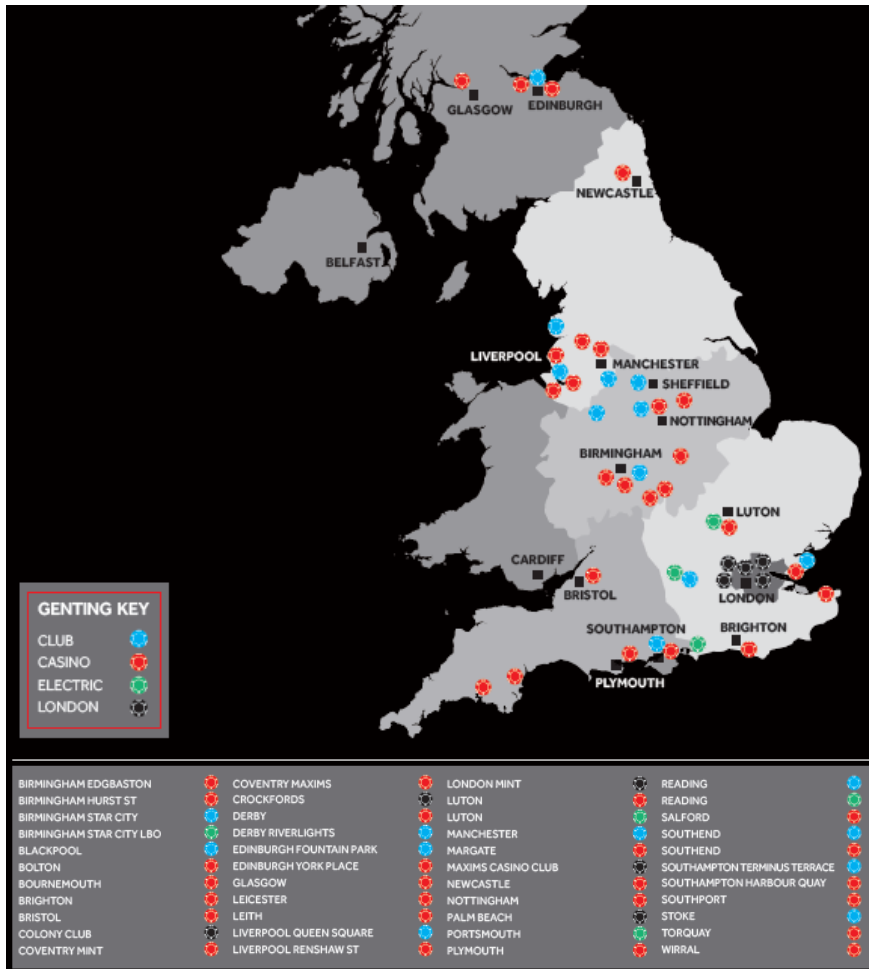 GLASGOW
EDINBURGH
NEWCASTLE
BELFAST
LIVERPOOL
MANCHESTER
SHEFFIELD
NOTTINGHAM
BIRMINGHAM
LUTON
CARDIFF
BRISTOL
LONDON
SOUTHAMPTON
BRIGHTON
PLYMOUTH
GENTING KEY
CLUB
CASINO
ELECTRIC
LONDON
BIRMINGHAM EDGBASTON
BIRMINGHAM HURST ST
BIRMINGHAM STAR CITY
BIRMINGHAM STAR CITY LBO
BLACKPOOL
BOLTON
BOURNEMOUTH
BRIGHTON
BRISTOL
COLONY CLUB
COVENTRY MINT
COVENTRY MAXIMS
CROCKFORDS
DERBY
DERBY RIVERLIGHTS
EDINBURGH FOUNTAIN PARK
EDINBURGH YORK PLACE
GLASGOW
LEICESTER
LEITH
LIVERPOOL QUEEN SQUARE
LIVERPOOL RENSHAW ST
LONDON MINT
LUTON
LUTON
MANCHESTER
MARGATE
MAXIMS CASINO CLUB
NEWCASTLE
NOTTINGHAM
PALM BEACH
PORTSMOUTH
PLYMOUTH
READING
READING
SALFORD
SOUTHEND
SOUTHEND
SOUTHAMPTON TERMINUS TERRACE
SOUTHAMPTON HARBOUR QUAY
SOUTHPORT
STOKE
TORQUAY
WIRRAL